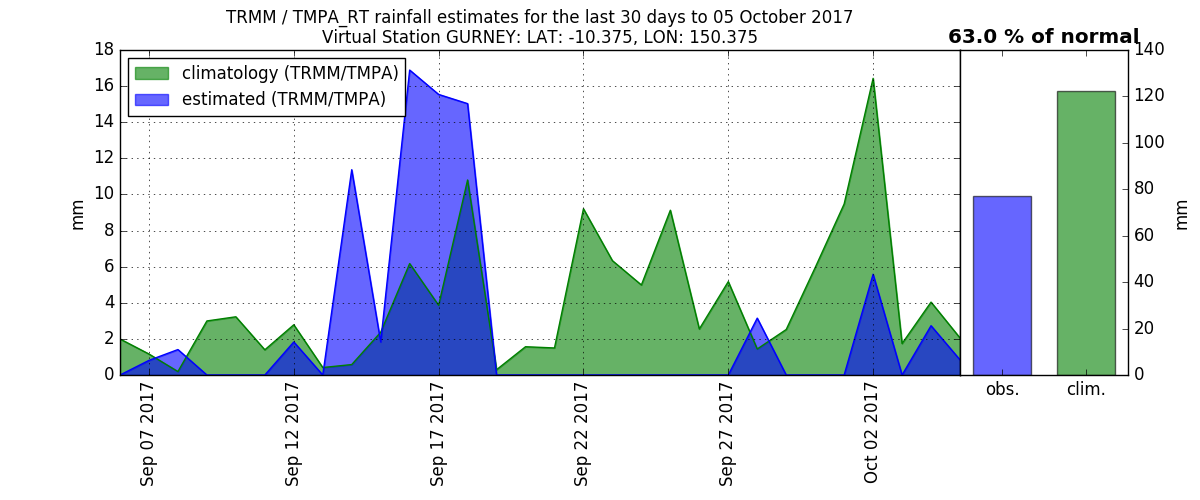 TRMM / TMPA_RT rainfall estimates for the last 30 days to 05 October 2017
Virtual Station GURNEY: LAT: -10.375, LON: 150.375
63.0 % of normal
climatology (TRMM/TMPA)
estimated (TRMM/TMPA)
18
16
14
12
10
8
6
4
2
0
mm
Sep 07 2017
Sep 12 2017
Sep 17 2017
Sep 22 2017
Sep 27 2017
Oct 02 2017
140
120
100
80
60
40
20
0
mm
obs.
clim.